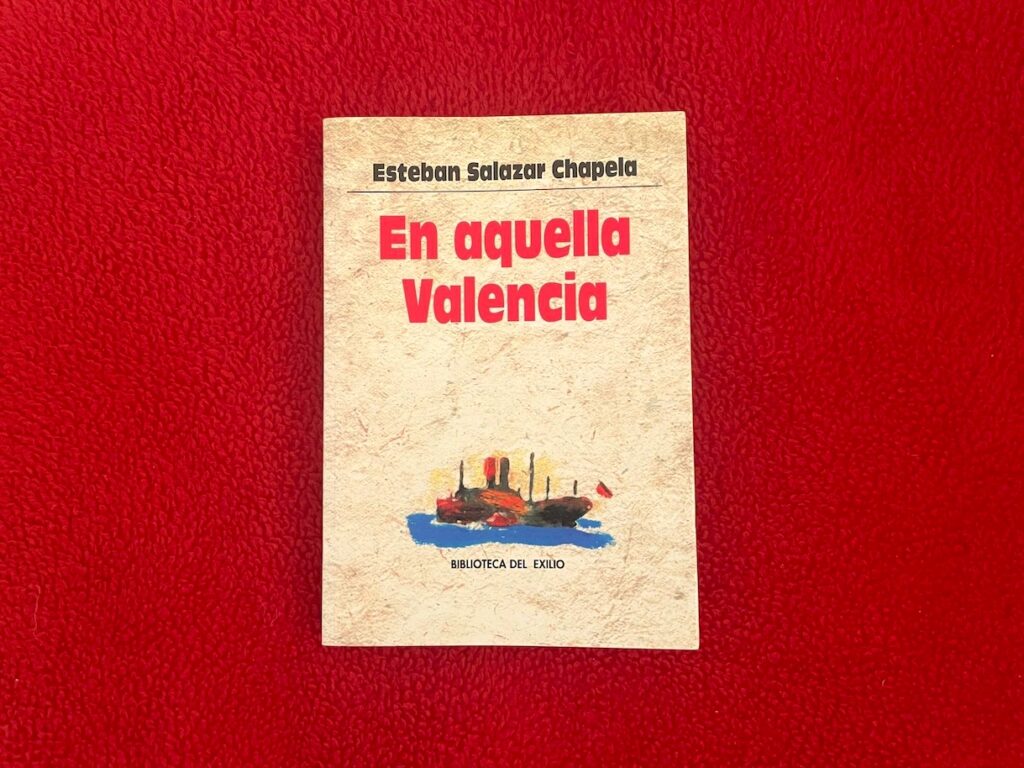 Esteban Salazar Chapela
En aquella
Valencia
BIBLIOTECA DEL EXILIO